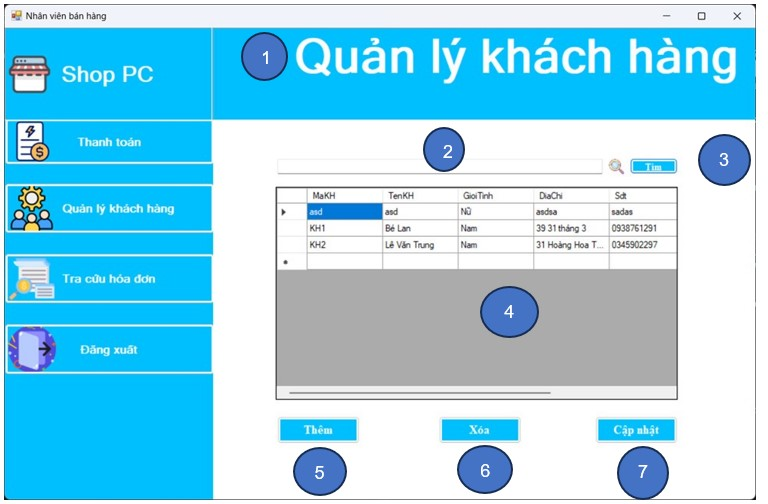 Nhân viên bán hàng
Shop PC
1 Quản lý khách hàng
Thanh toán
Quản lý khách hàng
Tra cứu hóa đơn
Đăng xuất
2
Tìm
3
MaKH TenKH GioiTinh DiaChi Sdt
asd asd Nữ asdsa sadas
KH1 Bé Lan Nam 39 31 tháng 3 0938761291
KH2 Lê Văn Trung Nam 31 Hoàng Hoa T... 0345902297
4
Thêm Xóa Cập nhật
5 6 7